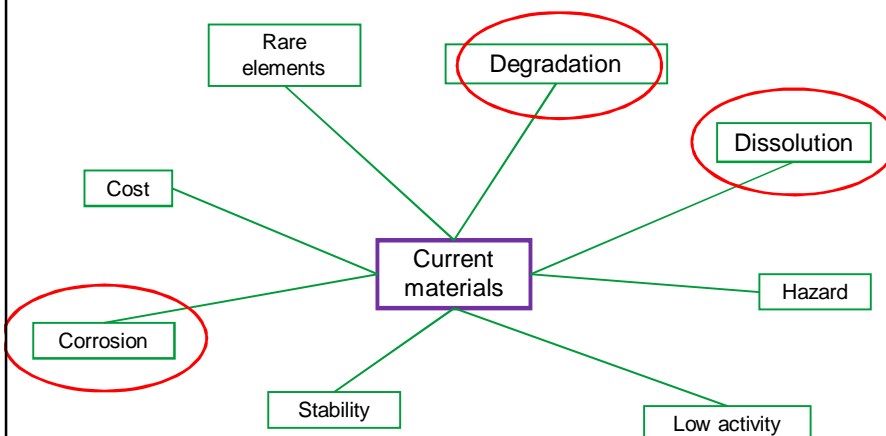 Rare
elements
Degradation
Dissolution
Cost
Current
materials
Hazard
Corrosion
Stability
Low activity